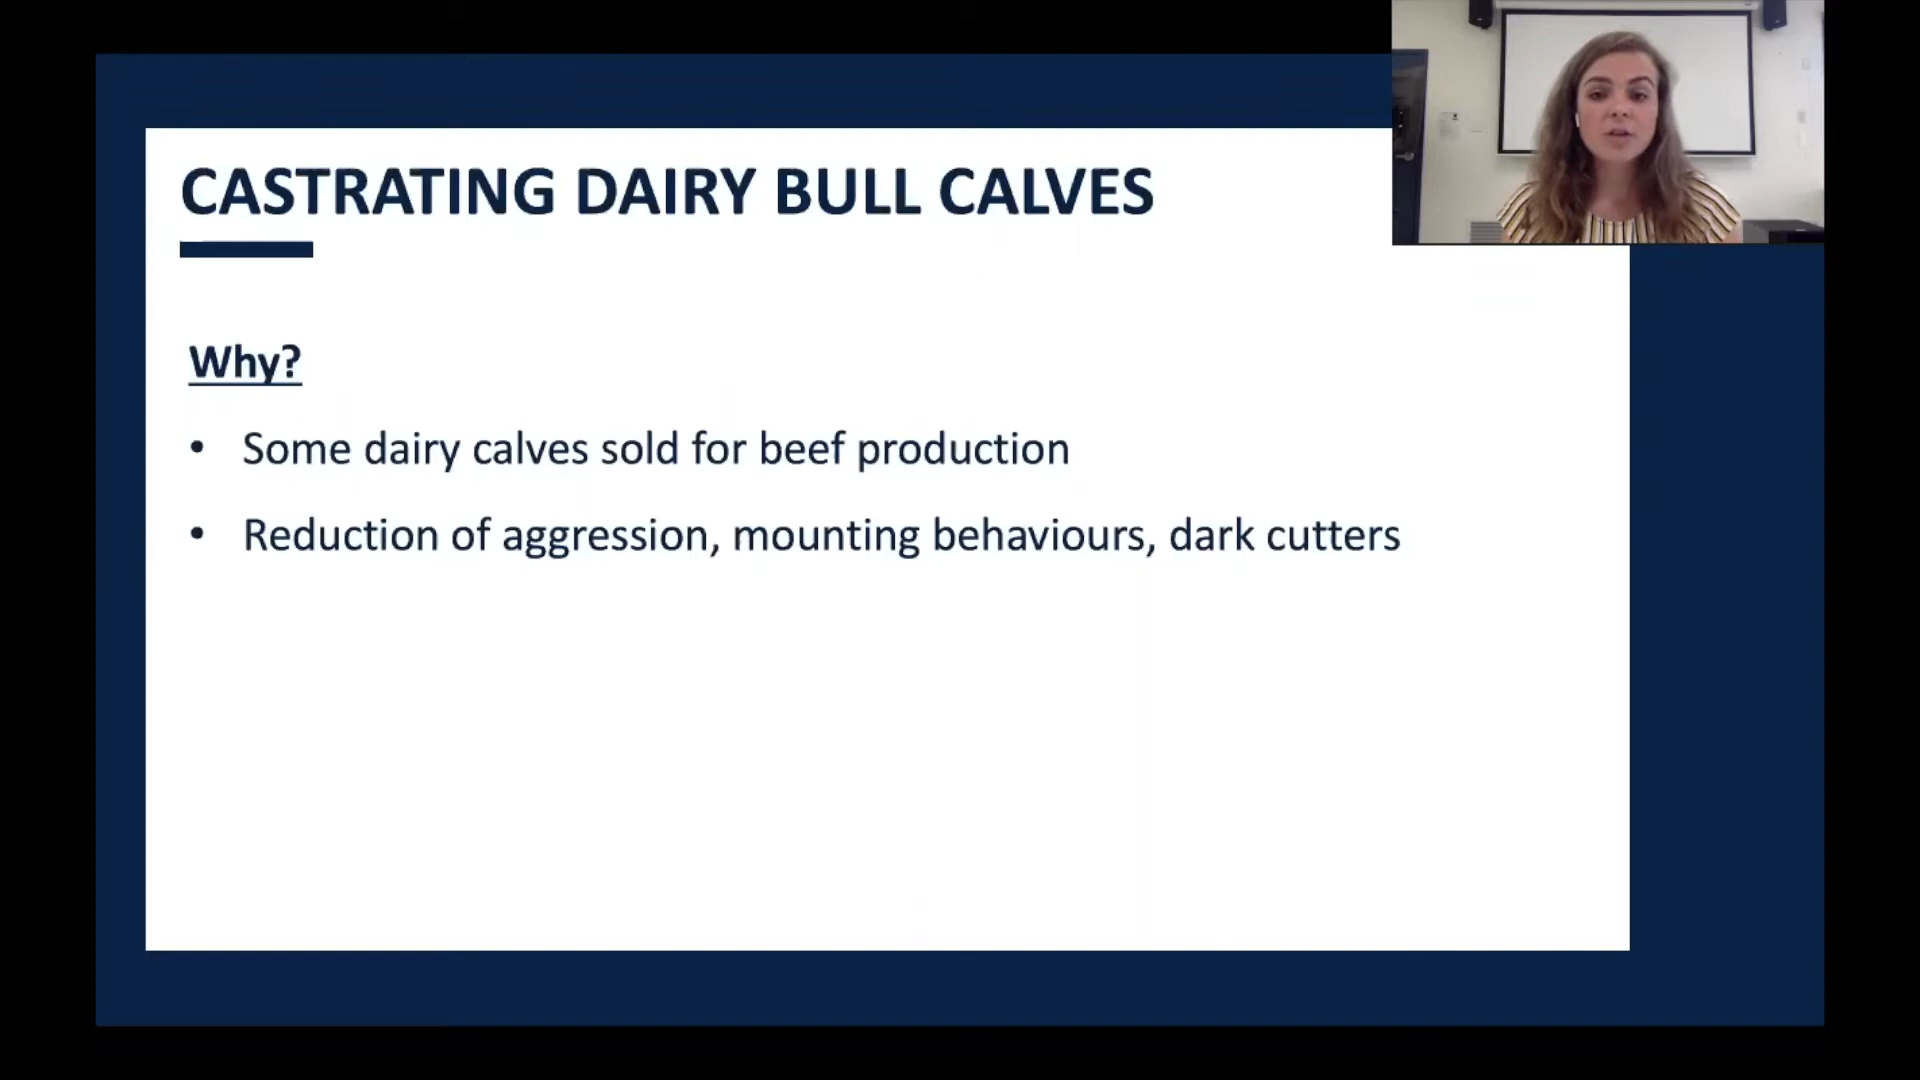 CASTRATING DAIRY BULL CALVES
Why?
• Some dairy calves sold for beef production
• Reduction of aggression, mounting behaviours, dark cutters